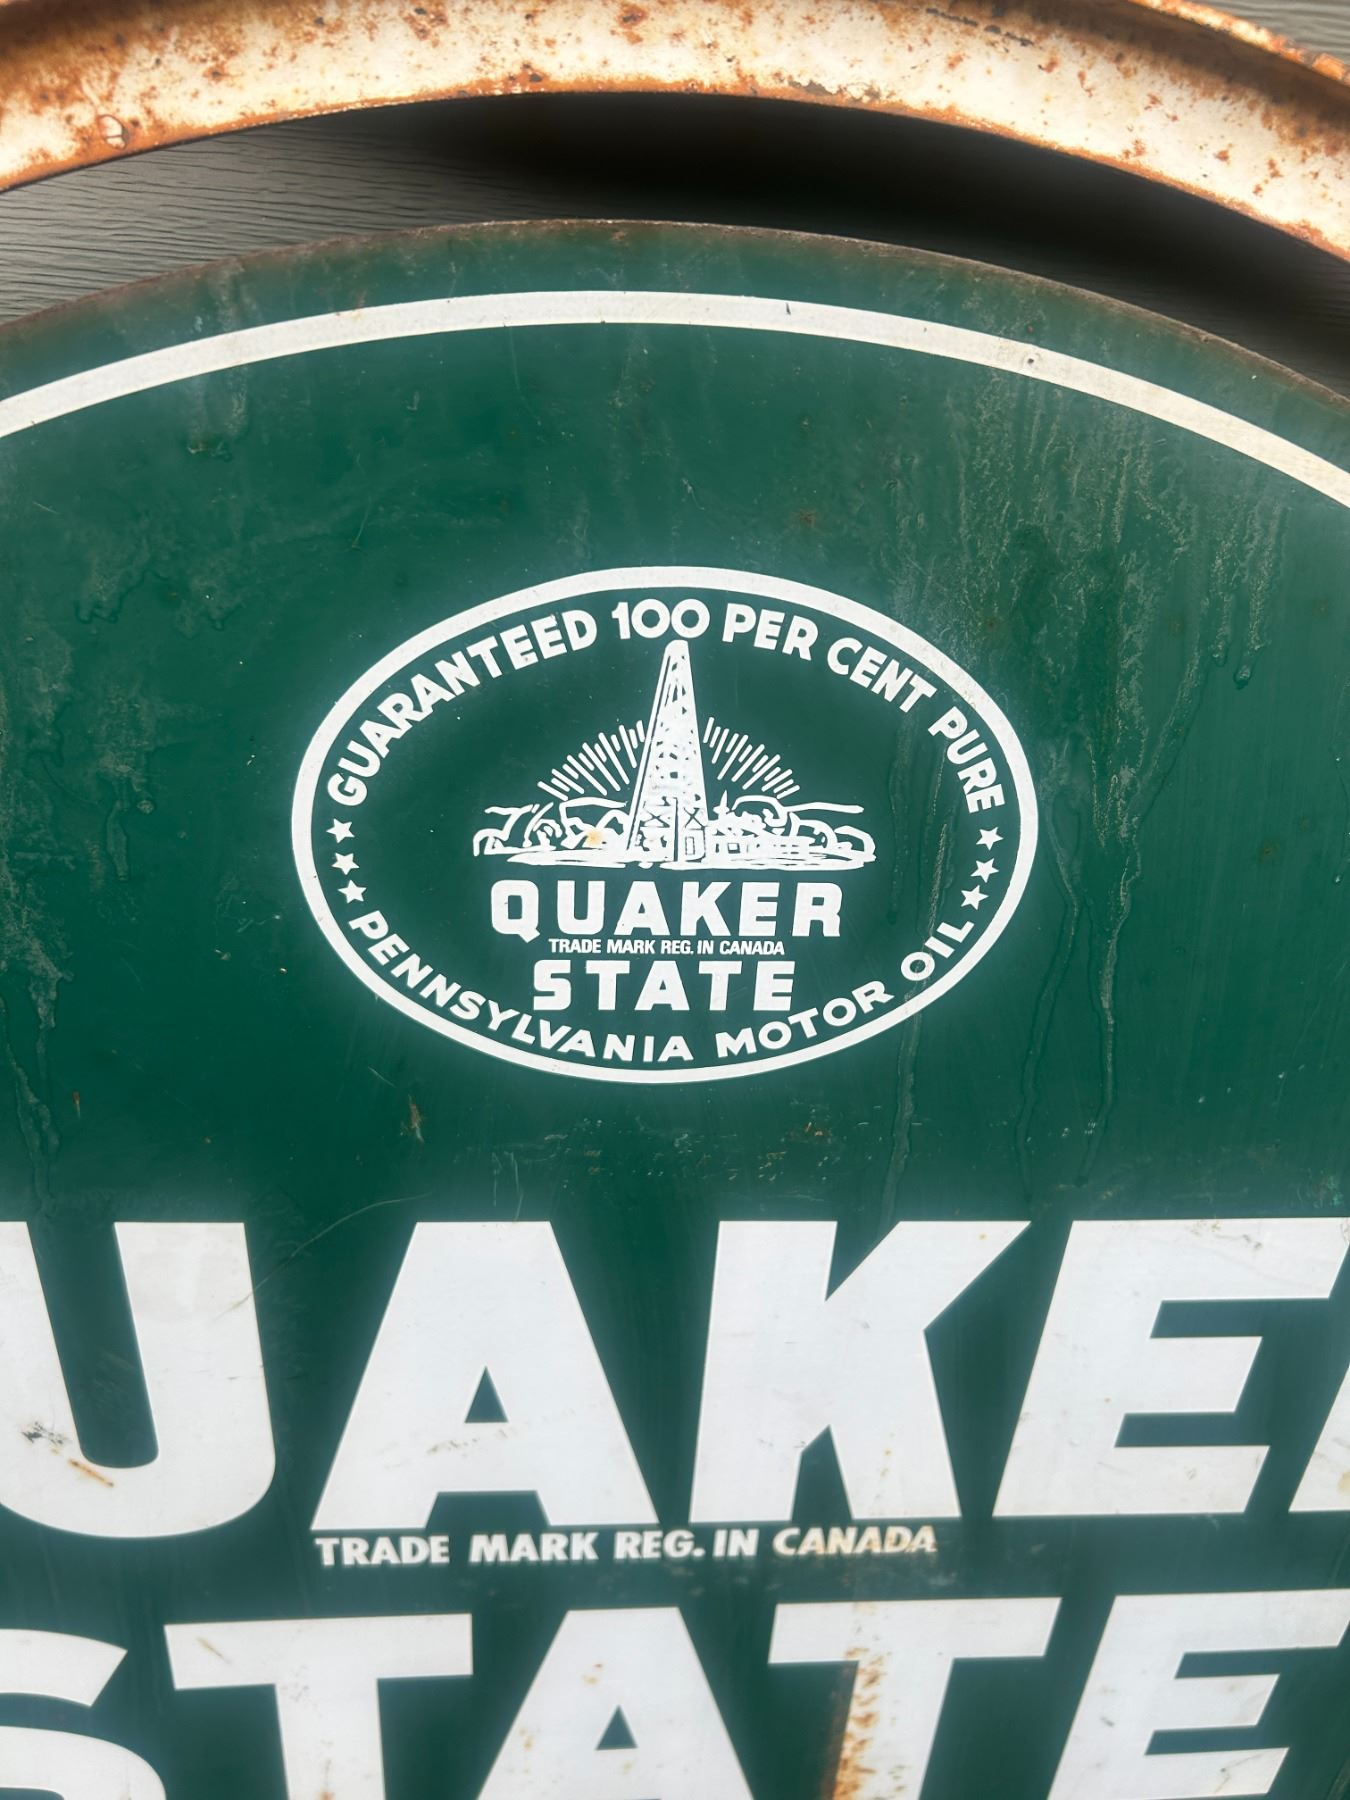 GUARANTEED 100 PER CENT PURE
QUAKER
TRADE MARK REG. IN CANADA
STATE
PENNSYLVANIA MOTOR OIL
UAKE
TRADE MARK REG. IN CANADA
STATE